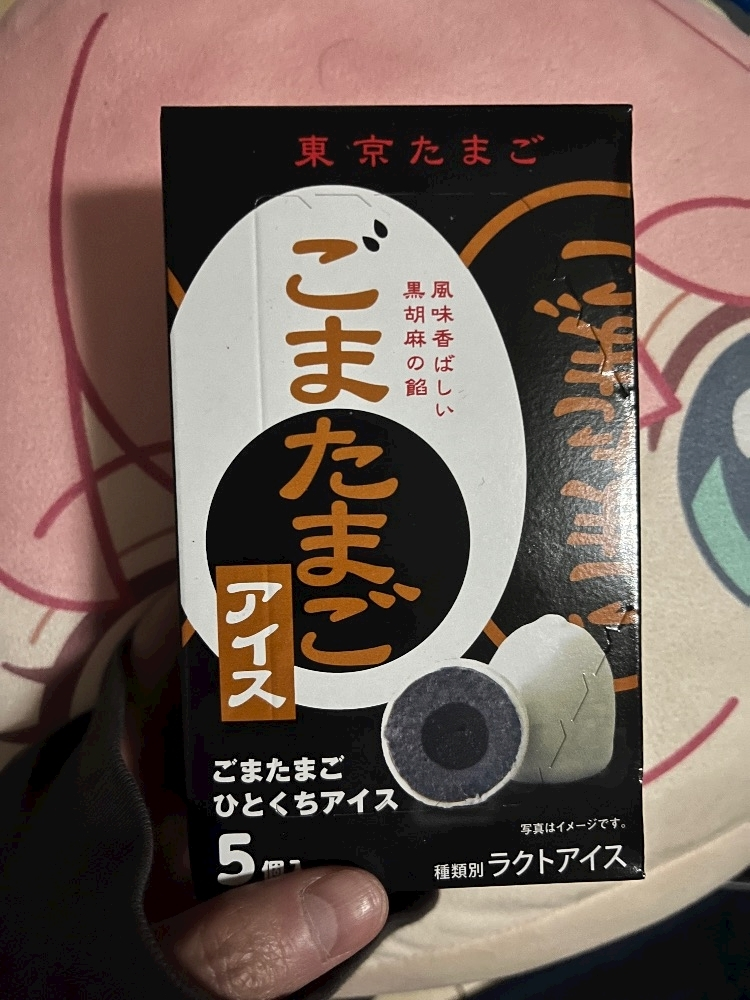 東京たまご
ごまたまご
風味香ばしい
黒胡麻の餡
アイス
ごまたまご
ひとくちアイス
5個入
写真はイメージです。
種類別 ラクトアイス